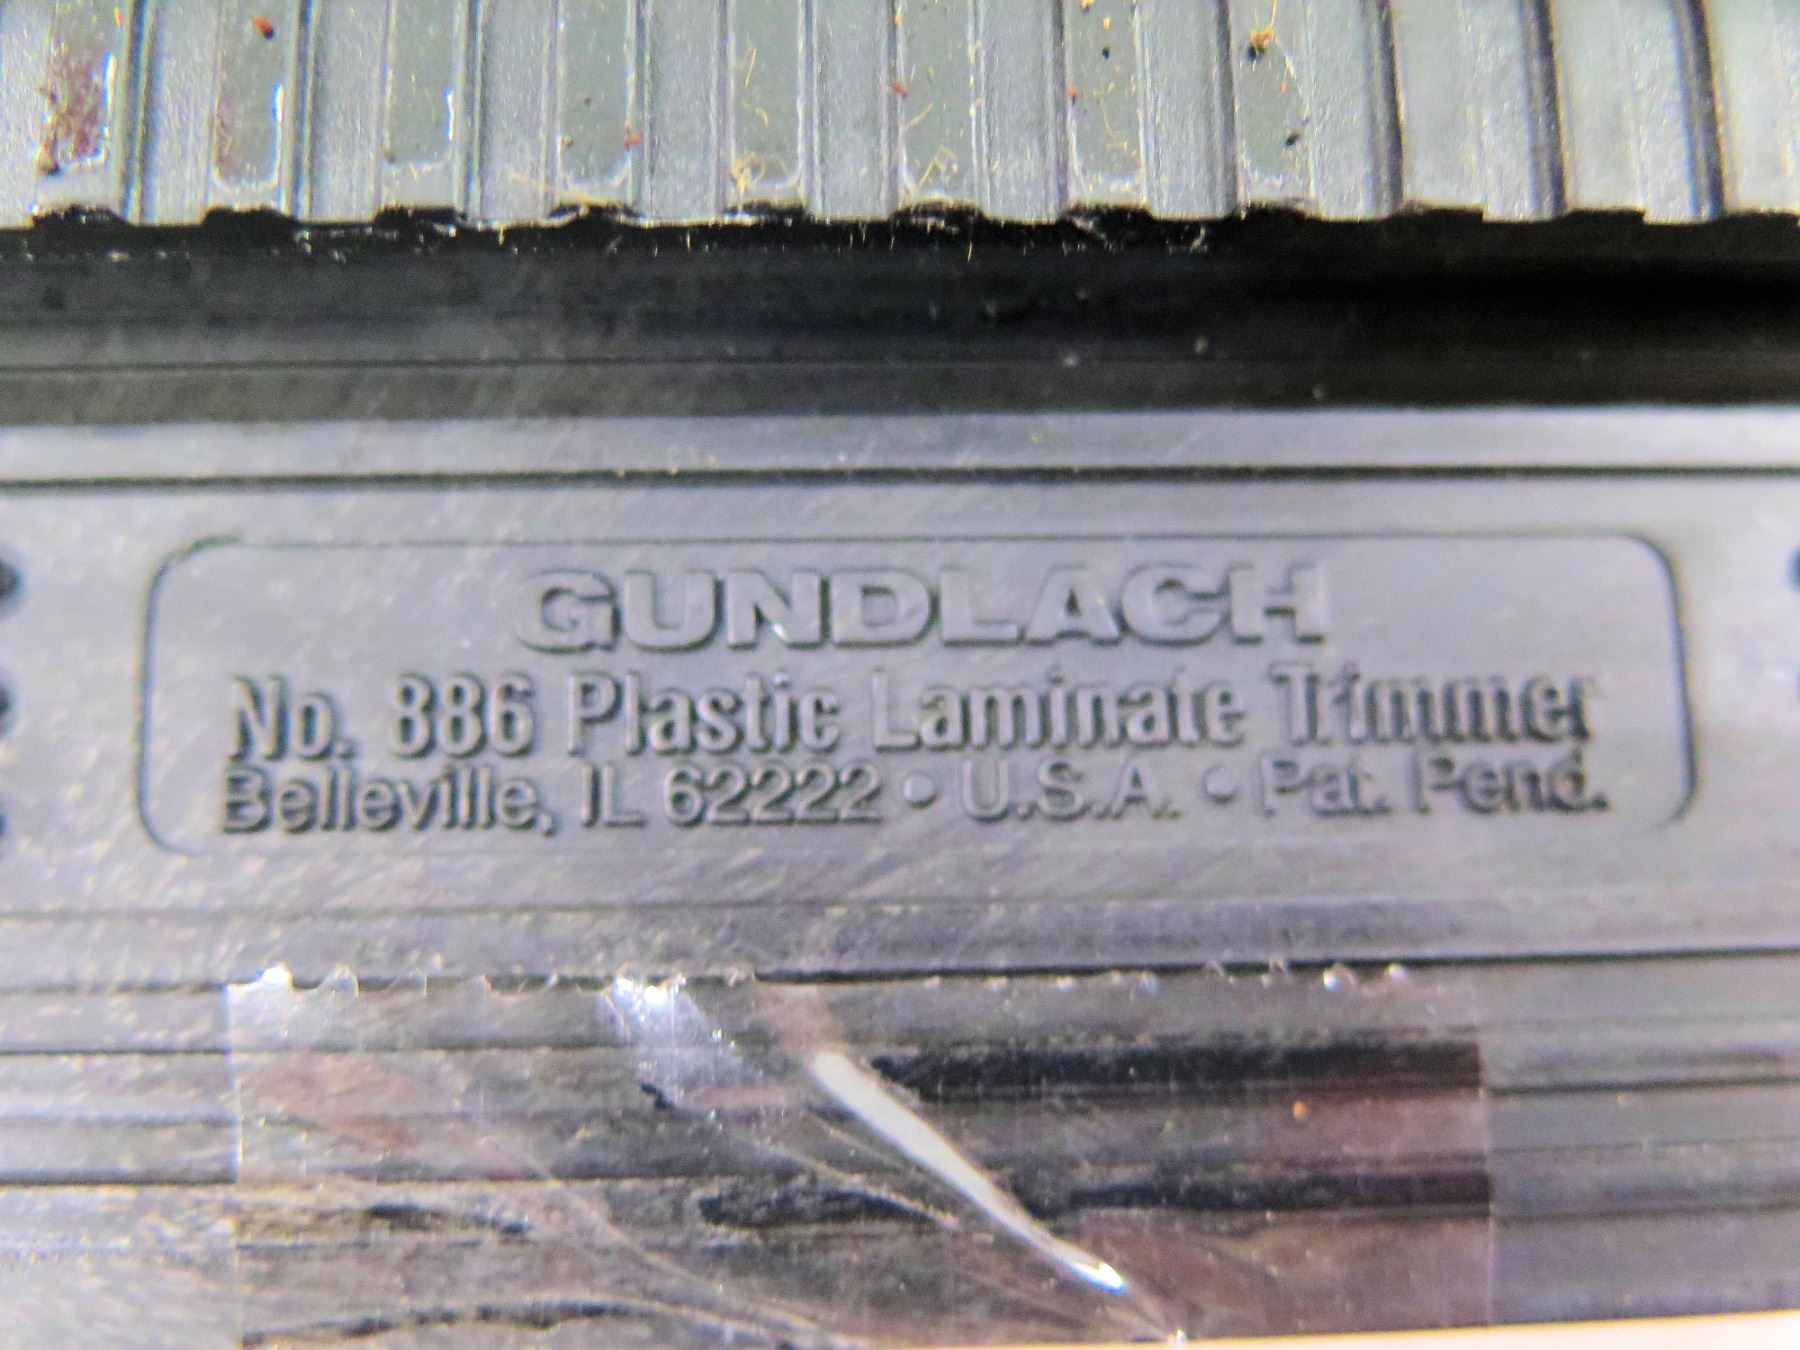 GUNDLACH
No. 886 Plastic Laminate Trimmer
Belleville, IL 62222 • U.S.A. • Pat. Pend.